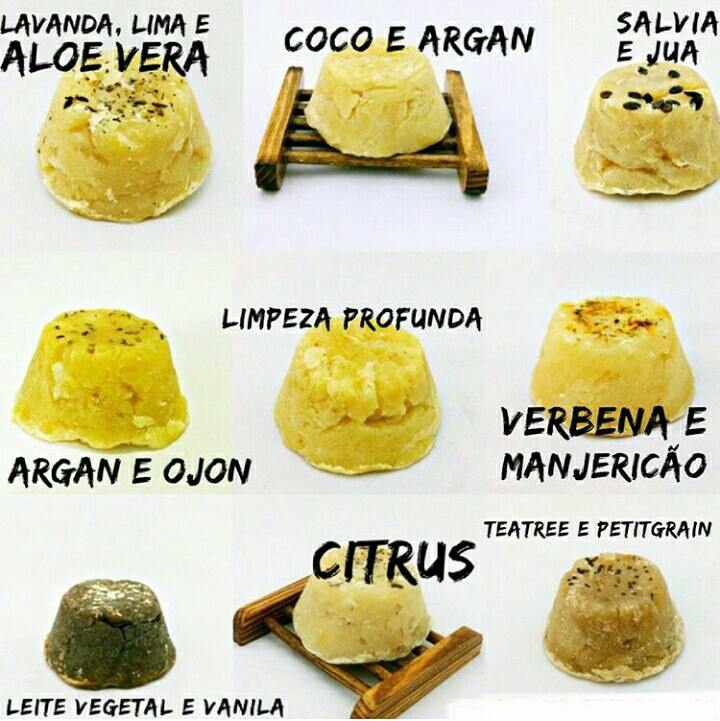 LAVANDA, LIMA E
ALOE VERA
COCO E ARGAN
SALVIA
E JUA
ARGAN E OJON
LIMPEZA PROFUNDA
VERBENA E
MANJERICÃO
LEITE VEGETAL E VANILA
CITRUS
TEATREE E PETITGRAIN